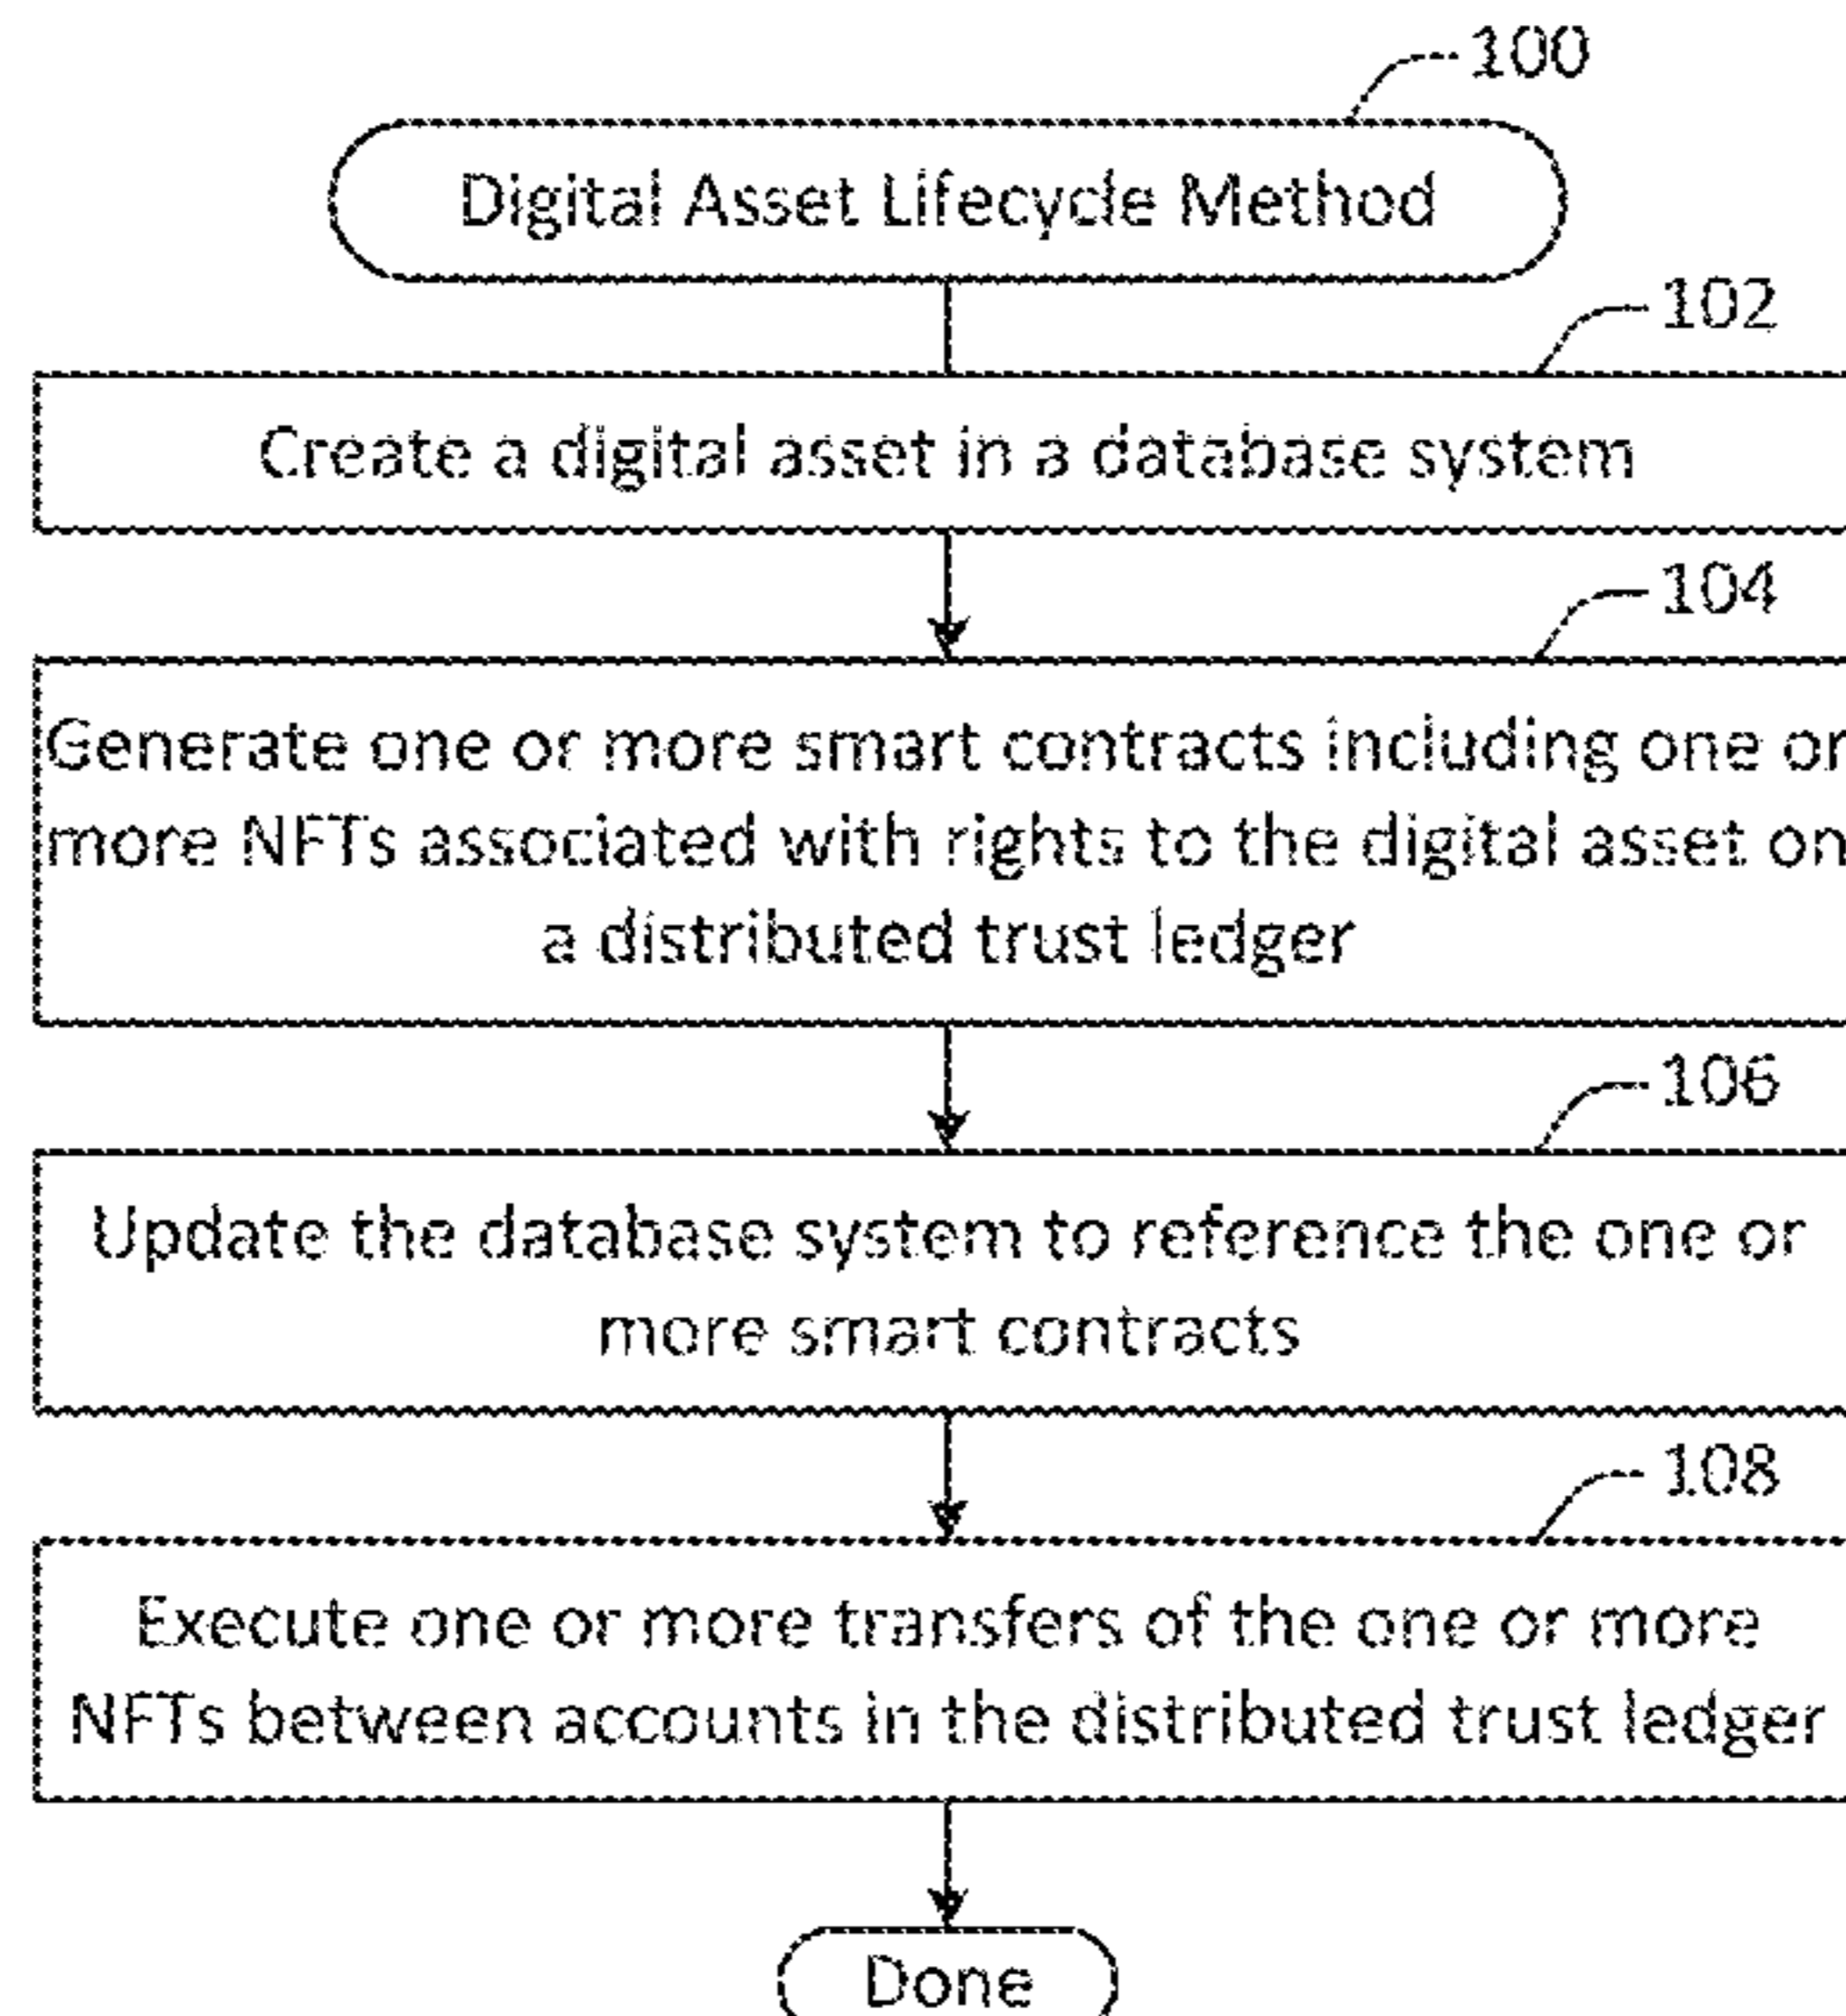 100
Digital Asset Lifecycle Method
102
Create a digital asset in a database system
104
Generate one or more smart contracts including one or
more NFTs associated with rights to the digital asset on
a distributed trust ledger
106
Update the database system to reference the one or
more smart contracts
108
Execute one or more transfers of the one or more
NFTs between accounts in the distributed trust ledger
Done